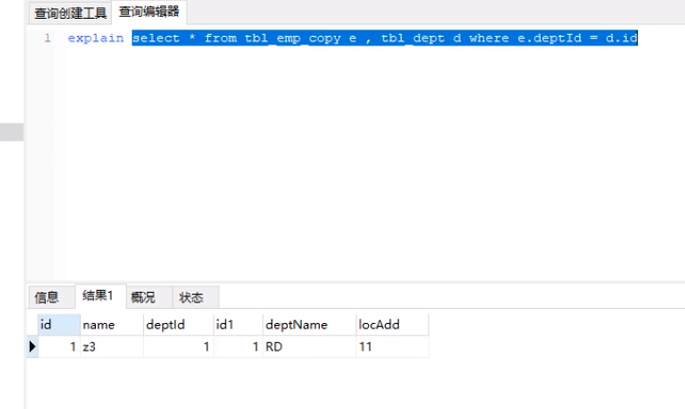 查询创建工具 查询编辑器
1 explain select * from tbl_emp_copy e , tbl_dept d where e.deptId = d.id
信息 结果1 概况 状态
id name deptId id1 deptName locAdd
1 z3 1 1 RD 11